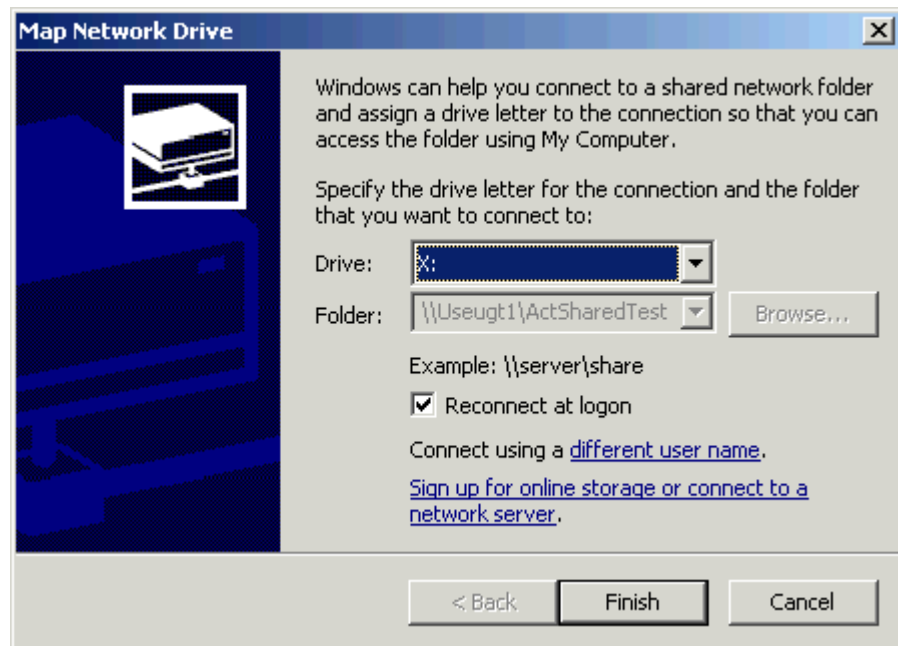 Map Network Drive
Windows can help you connect to a shared network folder
and assign a drive letter to the connection so that you can
access the folder using My Computer.
Specify the drive letter for the connection and the folder
that you want to connect to:
Drive: X:
Folder: \\Useugt1\ActSharedTest Browse...
Example: \\server\share
Reconnect at logon
Connect using a different user name.
Sign up for online storage or connect to a
network server.
< Back Finish Cancel